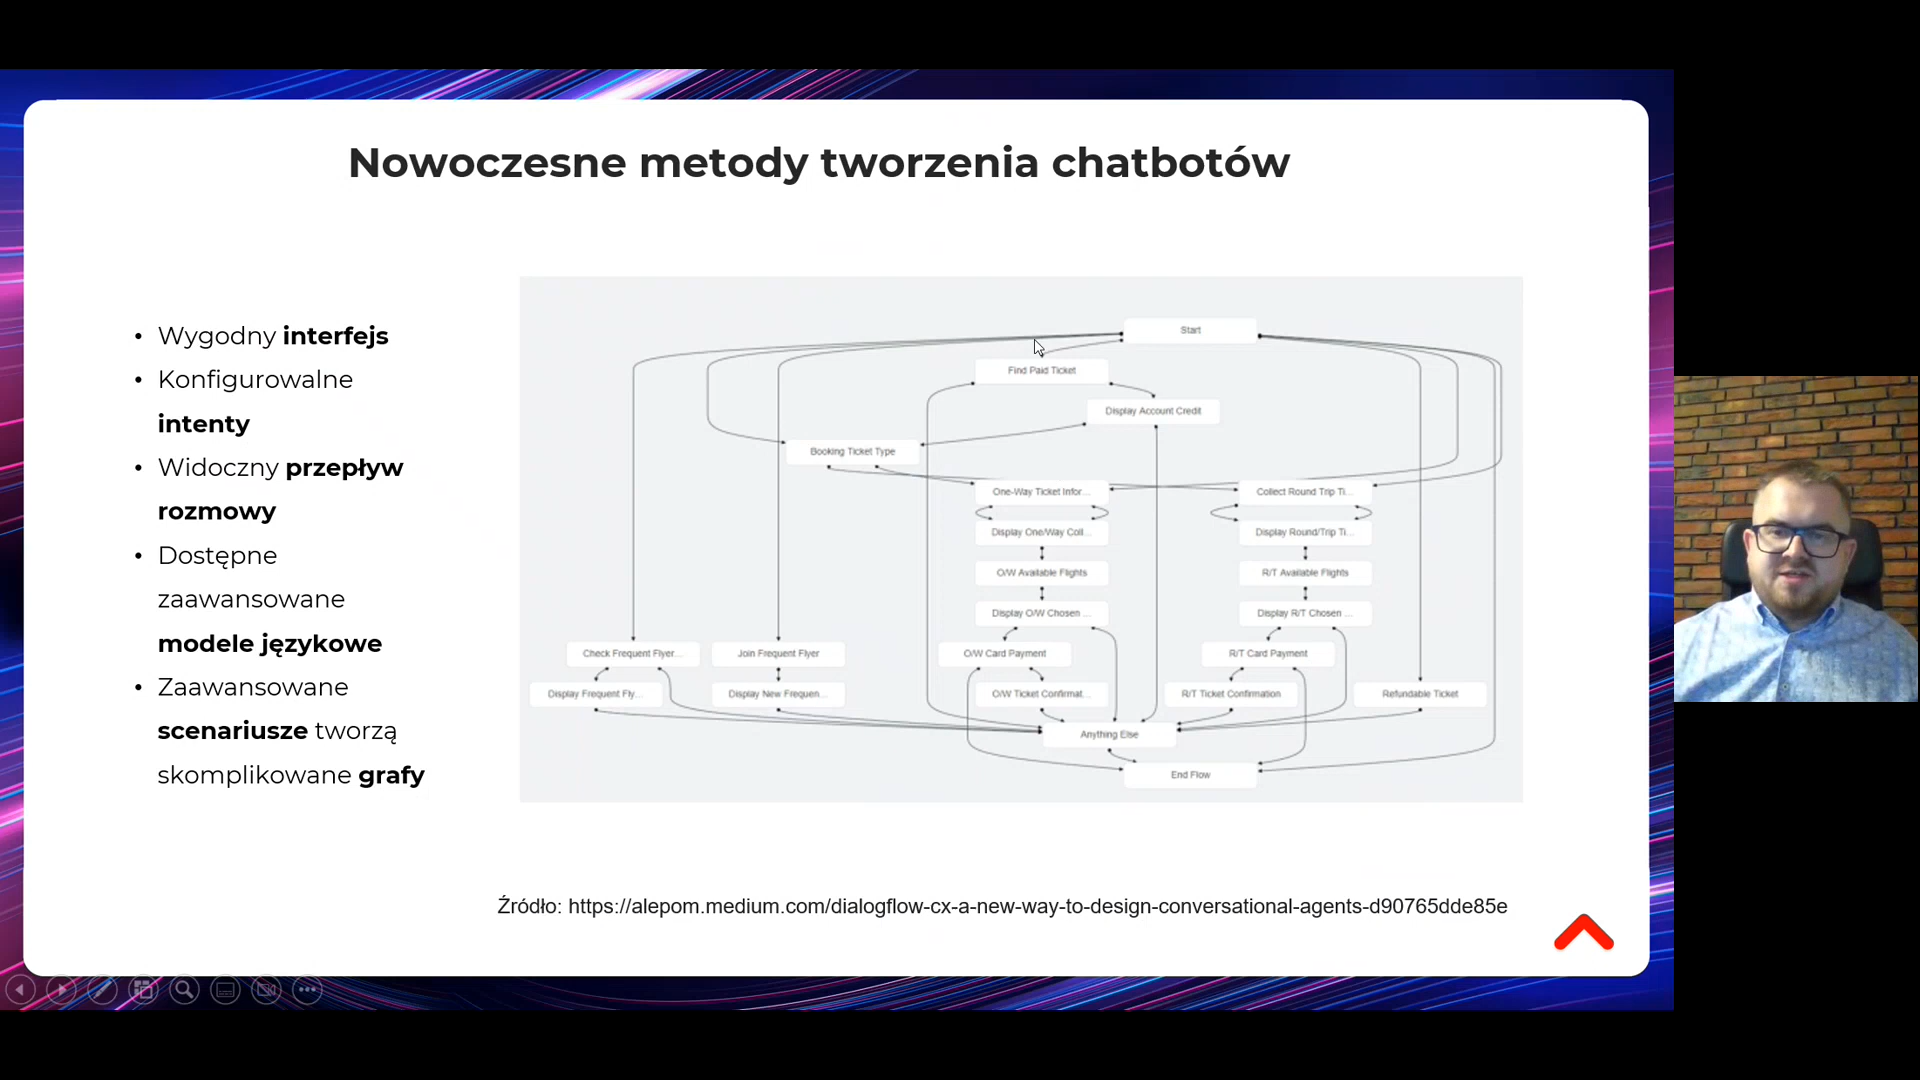 Nowoczesne metody tworzenia chatbotów
• Wygodny interfejs
• Konfigurowalne
intenty
• Widoczny przepływ
rozmowy
• Dostępne
zaawansowane
modele językowe
• Zaawansowane
scenariusze tworzą
skomplikowane grafy
Start
Find Paid Ticket
Display Account Credit
Booking Ticket Type
One-Way Ticket Infor...
Collect Round Trip Ti...
Display One/Way Coll...
Display Round/Trip Ti...
O/W Available Flights
R/T Available Flights
Display O/W Chosen ...
Display R/T Chosen ...
Check Frequent Flyer...
Join Frequent Flyer
O/W Card Payment
R/T Card Payment
Display Frequent Fly...
Display New Frequen...
O/W Ticket Confirmat...
R/T Ticket Confirmation
Refundable Ticket
Anything Else
End Flow
Źródło: https://alepom.medium.com/dialogflow-cx-a-new-way-to-design-conversational-agents-d90765dde85e